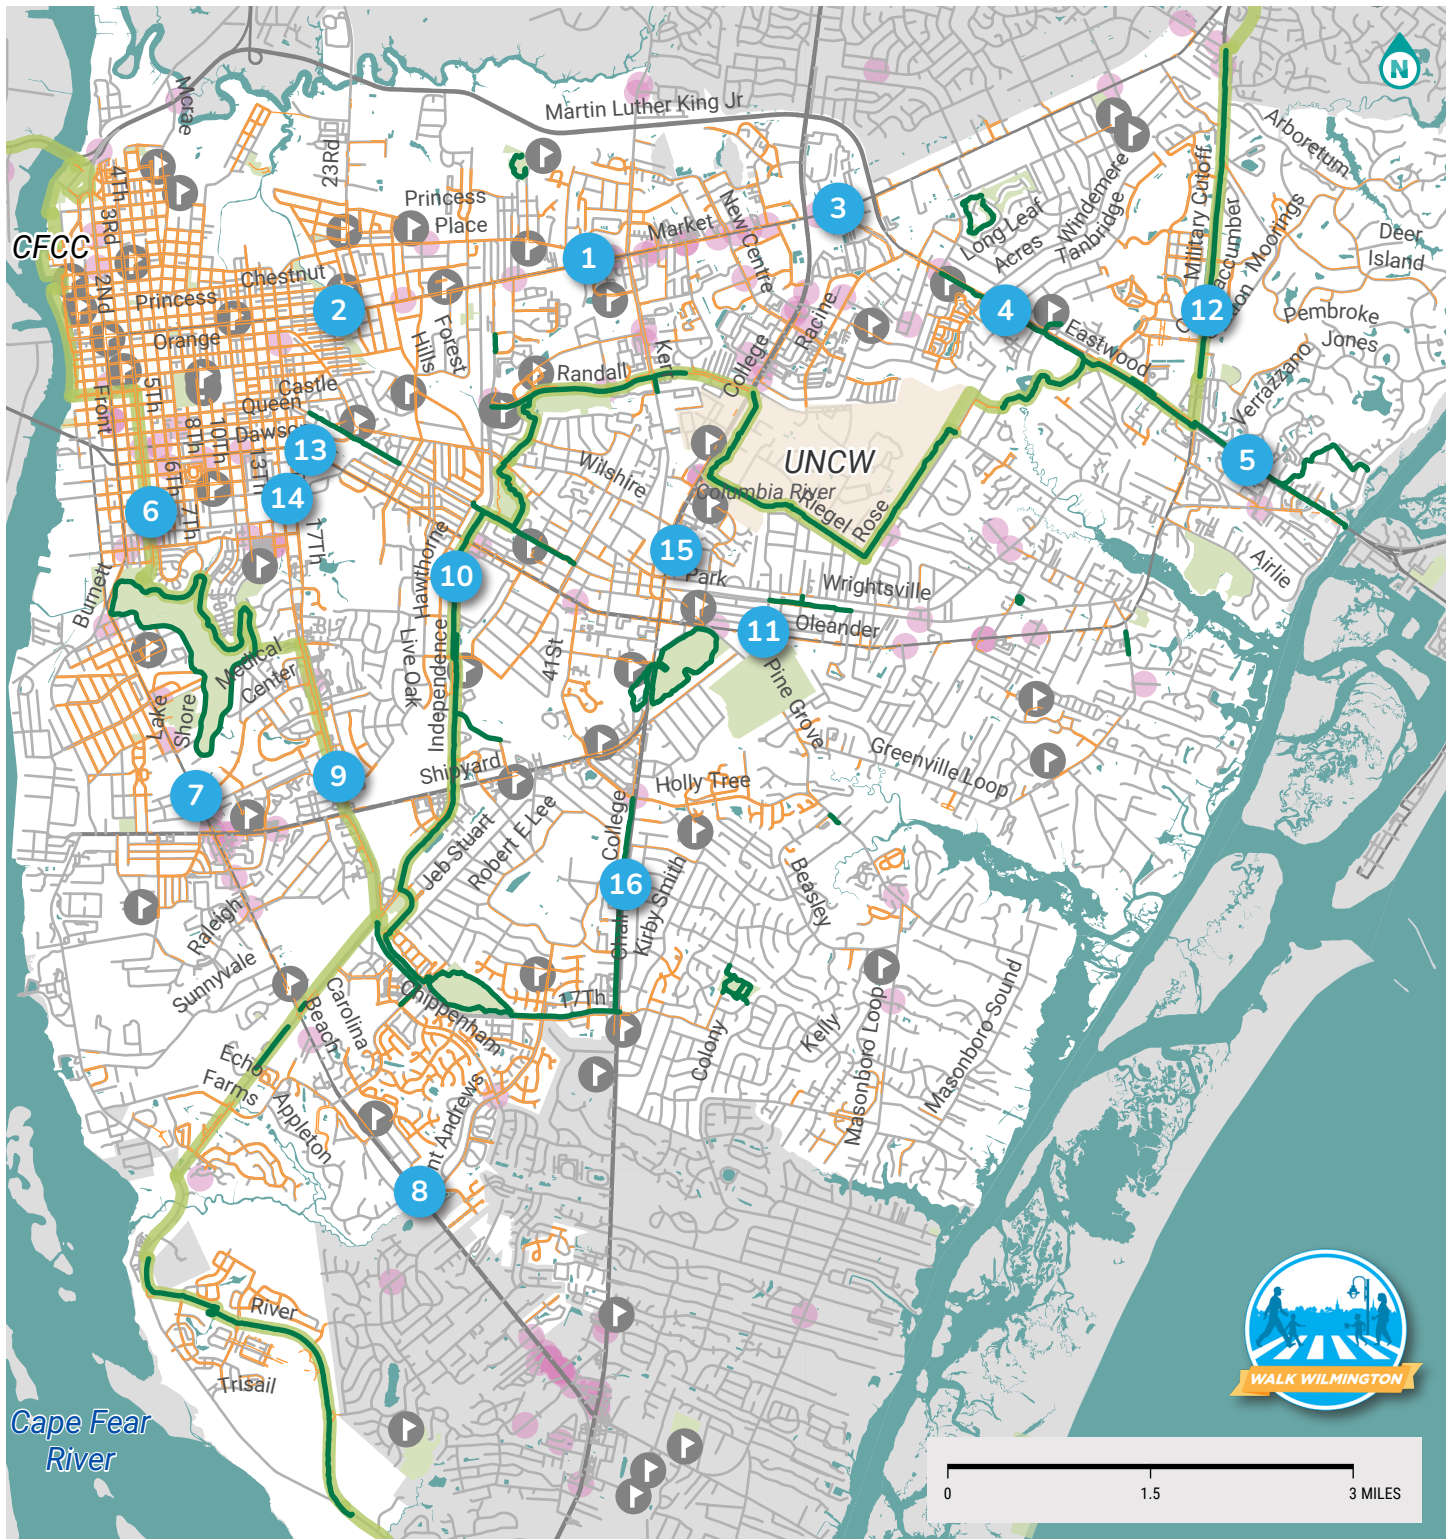 N
Martin Luther King Jr
Mcrae
Arboretum
23Rd
4Th
3Rd
2Nd
Princess
Place
Market
New Centre
3
Long Leaf
Acres
Windemere
Tanbridge
Military Cutoff
Moorings
Deer
Island
CFCC
1
Chestnut
Princess
2
Orange
Forest
Hills
Racine
4
12
Pembroke
Jones
Eastwood
Verrazzano
Kerr
College
Randall
Front
5Th
Castle
Queen
Dawson
8Th
10Th
13Th
6Th
7Th
13
14
6
17Th
Wilshire
UNCW
Columbia River
Riegel
Rose
5
Airlie
15
Park
Wrightsville
Oleander
11
Burnett
Hawthorne
10
Live Oak
Independence
41St
Pine Grove
Medical
Center
Lake
Shore
7
9
Shipyard
Holly Tree
Greenville Loop
College
Jeb Stuart
Robert E Lee
16
Kirby Smith
Beasley
Raleigh
Sunnyvale
Carolina
Beach
Chippenham
17Th
Colony
Kelly
Masonboro Loop
Masonboro Sound
Echo
Farms
Appleton
8
River
Trisail
Cape Fear
River
WALK WILMINGTON
0
1.5
3 MILES